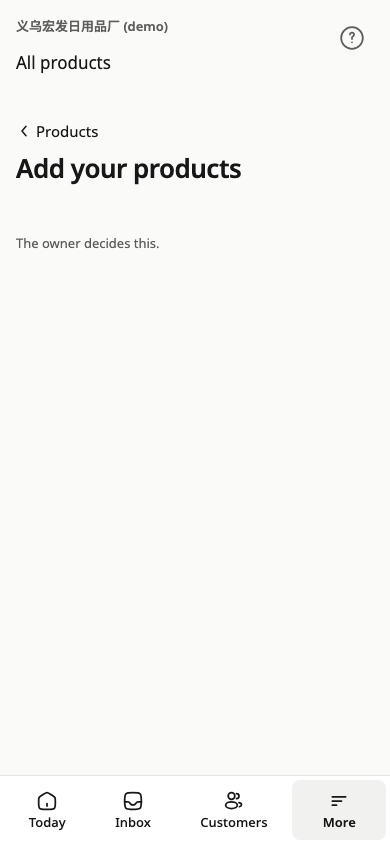 义乌宏发日用品厂 (demo)
All products
Products
Add your products
The owner decides this.
Today
Inbox
Customers
More